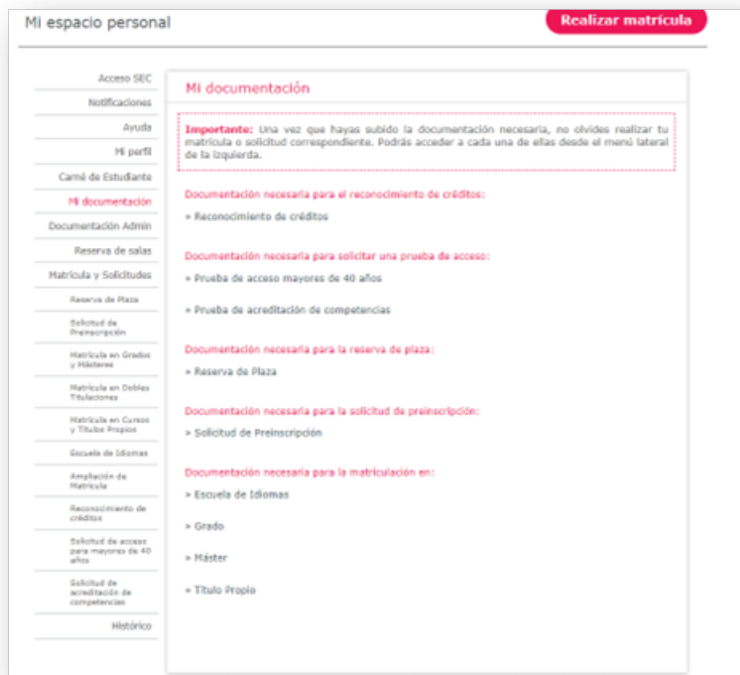 Mi espacio personal
Realizar matrícula
Acceso SEC
Notificaciones
Ayuda
Mi perfil
Carné de Estudiante
Mi documentación
Documentación Admin
Reserva de salas
Matrícula y Solicitudes
Reserva de Plaza
Solicitud de
Preinscripción
Matrícula en Grados
y Másteres
Matrícula en Dobles
Titulaciones
Matrícula en Cursos
y Títulos Propios
Escuela de Idiomas
Ampliación de
Matrícula
Reconocimiento de
créditos
Solicitud de acceso
para mayores de 40
años
Solicitud de
acreditación de
competencias
Histórico
Mi documentación
Importante: Una vez que hayas subido la documentación necesaria, no olvides realizar tu
matrícula o solicitud correspondiente. Podrás acceder a cada una de ellas desde el menú lateral
de la izquierda.
Documentación necesaria para el reconocimiento de créditos:
» Reconocimiento de créditos
Documentación necesaria para solicitar una prueba de acceso:
» Prueba de acceso mayores de 40 años
» Prueba de acreditación de competencias
Documentación necesaria para la reserva de plaza:
» Reserva de Plaza
Documentación necesaria para la solicitud de preinscripción:
» Solicitud de Preinscripción
Documentación necesaria para la matriculación en:
» Escuela de Idiomas
» Grado
» Máster
» Título Propio